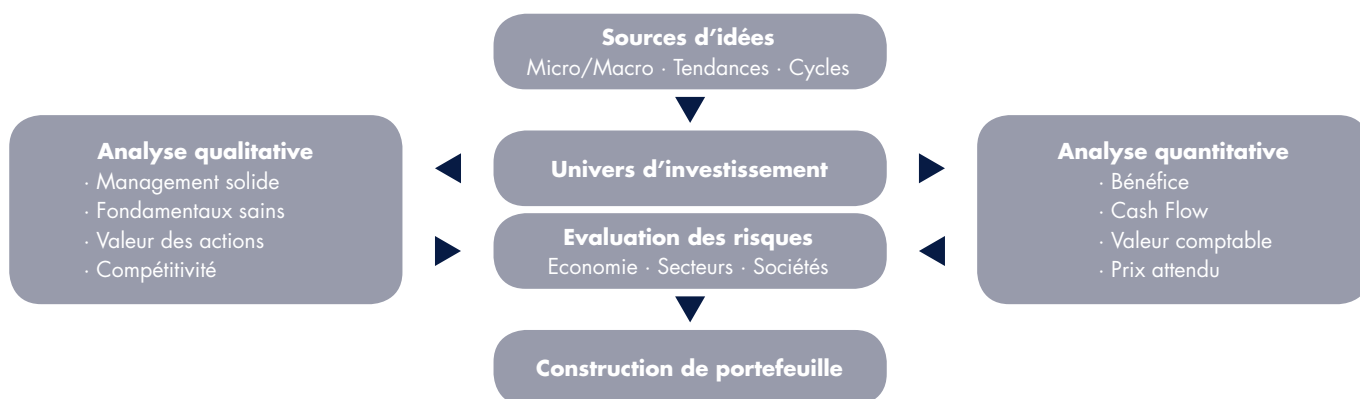 Sources d’idées
Micro/Macro · Tendances · Cycles
Analyse qualitative
· Management solide
· Fondamentaux sains
· Valeur des actions
· Compétitivité
Univers d’investissement
Evaluation des risques
Economie · Secteurs · Sociétés
Analyse quantitative
· Bénéfice
· Cash Flow
· Valeur comptable
· Prix attendu
Construction de portefeuille